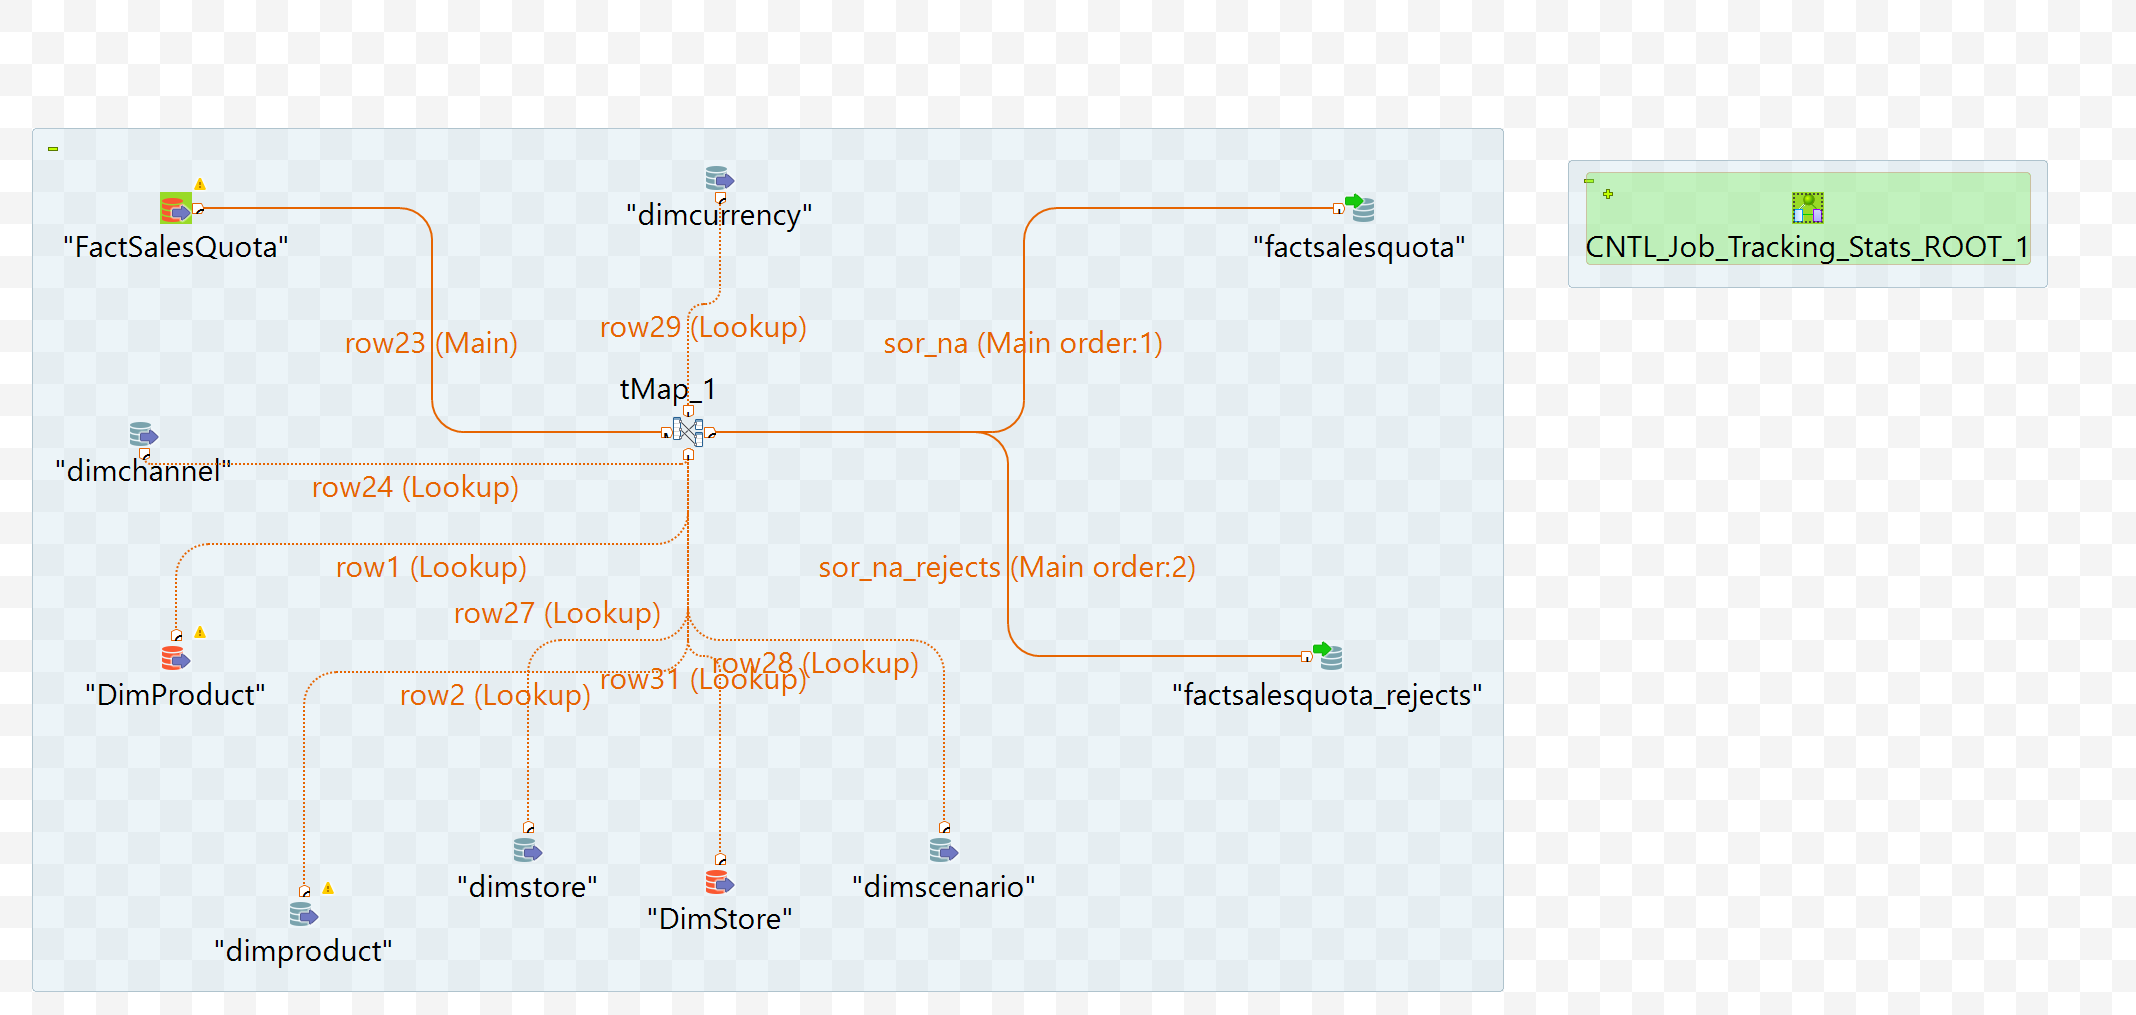 "FactSalesQuota"
"dimcurrency"
"factsalesquota"
CNTL_Job_Tracking_Stats_ROOT_1
row23 (Main)
row29 (Lookup)
sor_na (Main order:1)
tMap_1
"dimchannel"
row24 (Lookup)
row1 (Lookup)
sor_na_rejects (Main order:2)
row27 (Lookup)
row28 (Lookup)
row31 (Lookup)
row2 (Lookup)
"DimProduct"
"factsalesquota_rejects"
"dimstore"
"dimscenario"
"DimStore"
"dimproduct"